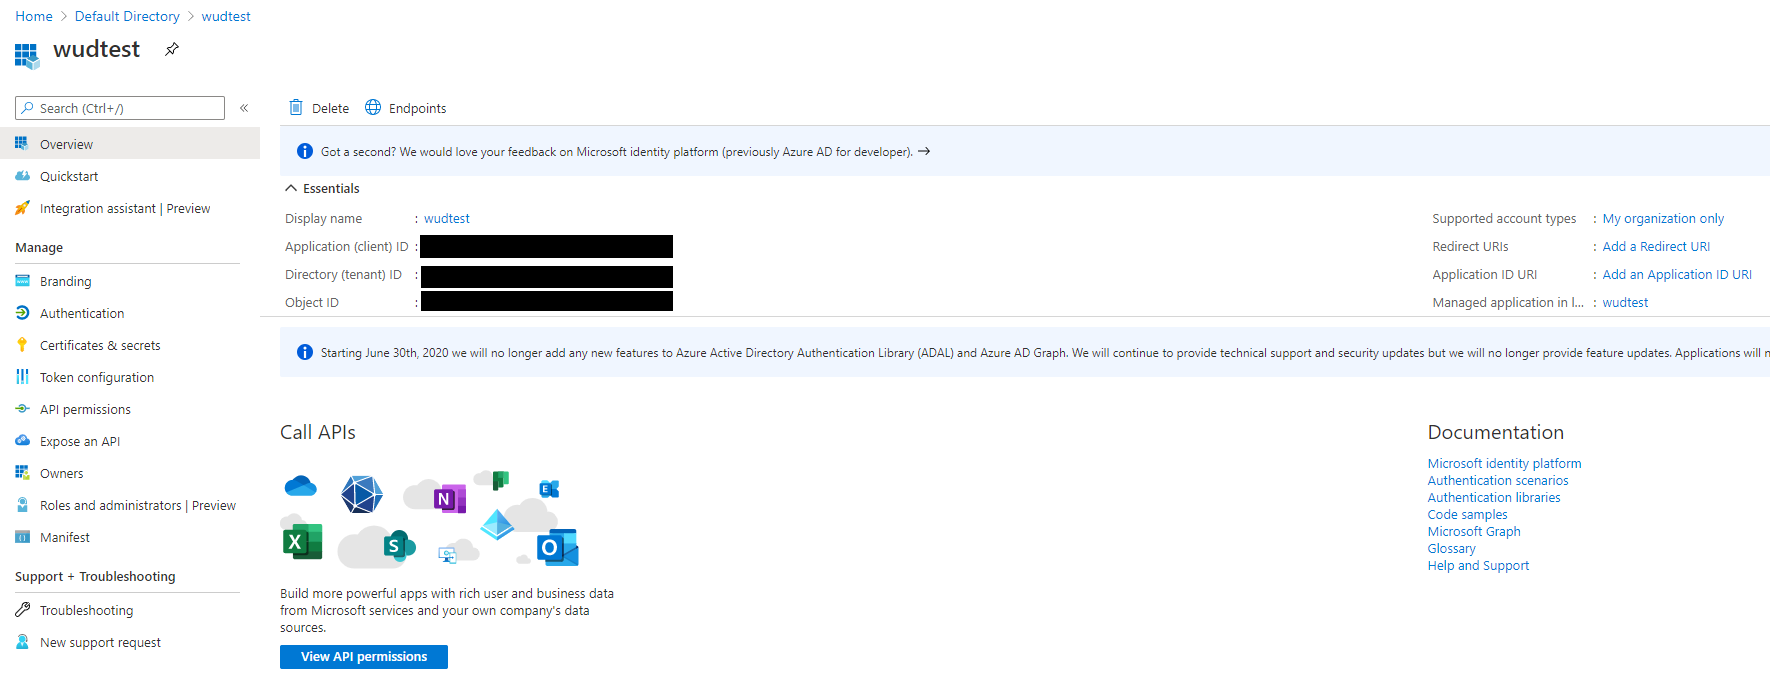 Home > Default Directory > wudtest
wudtest
Search (Ctrl+/)
«
Overview
Quickstart
Integration assistant | Preview
Manage
Branding
Authentication
Certificates & secrets
Token configuration
API permissions
Expose an API
Owners
Roles and administrators | Preview
Manifest
Support + Troubleshooting
Troubleshooting
New support request
Delete
Endpoints
Got a second? We would love your feedback on Microsoft identity platform (previously Azure AD for developer). →
Essentials
Display name : wudtest
Application (client) ID :
Directory (tenant) ID :
Object ID :
Supported account types : My organization only
Redirect URIs : Add a Redirect URI
Application ID URI : Add an Application ID URI
Managed application in l... : wudtest
Starting June 30th, 2020 we will no longer add any new features to Azure Active Directory Authentication Library (ADAL) and Azure AD Graph. We will continue to provide technical support and security updates but we will no longer provide feature updates. Applications will
Call APIs
N
E
X
S
O
Build more powerful apps with rich user and business data
from Microsoft services and your own company's data
sources.
View API permissions
Documentation
Microsoft identity platform
Authentication scenarios
Authentication libraries
Code samples
Microsoft Graph
Glossary
Help and Support